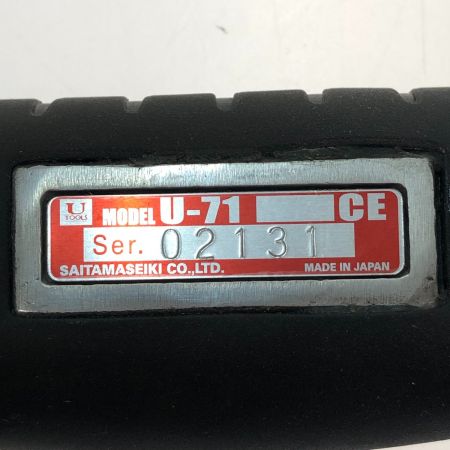 U TOOLS MODEL U-71 CE
Ser. 02131
SAITAMASEIKI CO.,LTD. MADE IN JAPAN